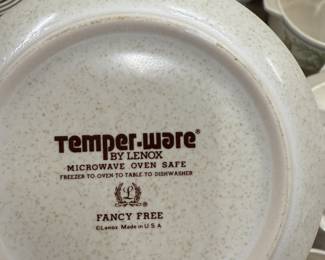 Temper-ware®
BY LENOX
MICROWAVE OVEN SAFE
FREEZER-TO-OVEN-TO-TABLE-TO-DISHWASHER
L
FANCY FREE
©Lenox Made in U S A